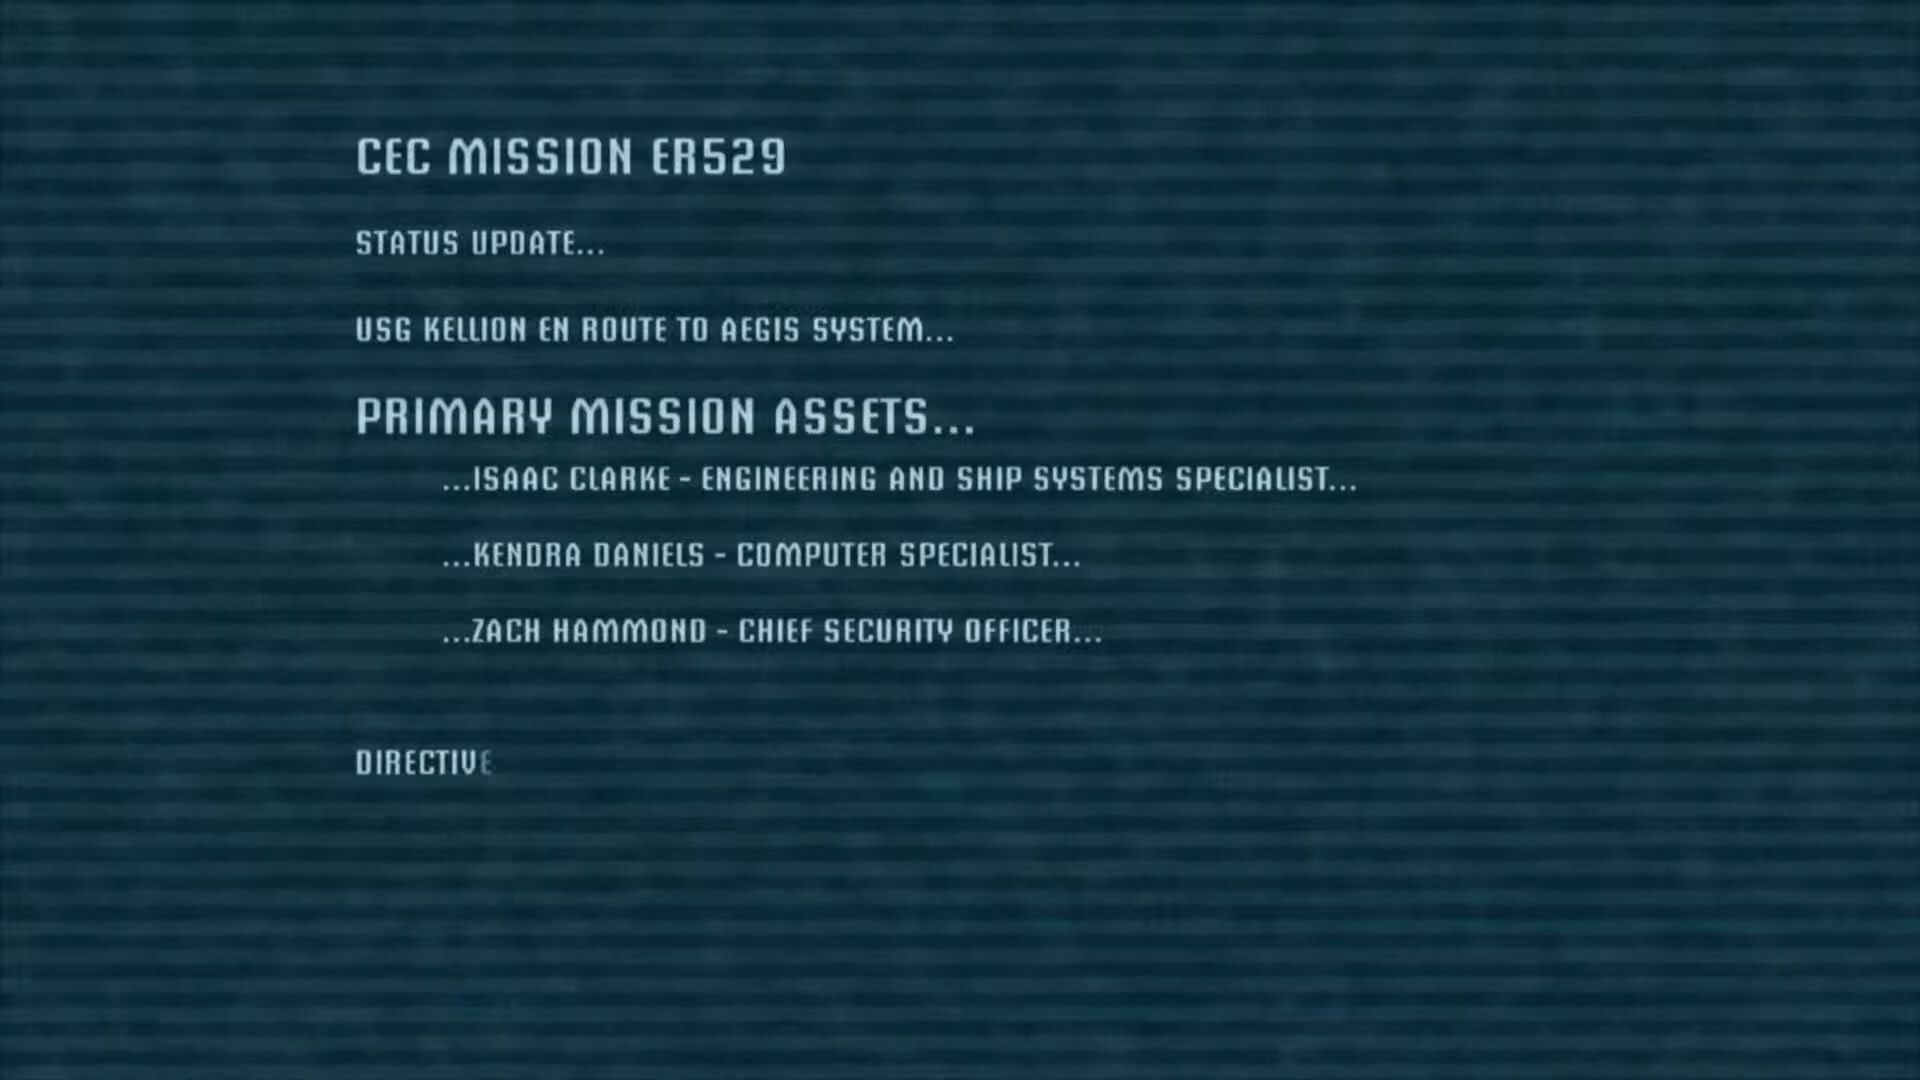 CEC MISSION ER529
STATUS UPDATE...
USG KELLION EN ROUTE TO AEGIS SYSTEM...
PRIMARY MISSION ASSETS...
...ISAAC CLARKE - ENGINEERING AND SHIP SYSTEMS SPECIALIST...
...KENDRA DANIELS - COMPUTER SPECIALIST...
...ZACH HAMMOND - CHIEF SECURITY OFFICER...
DIRECTIVE